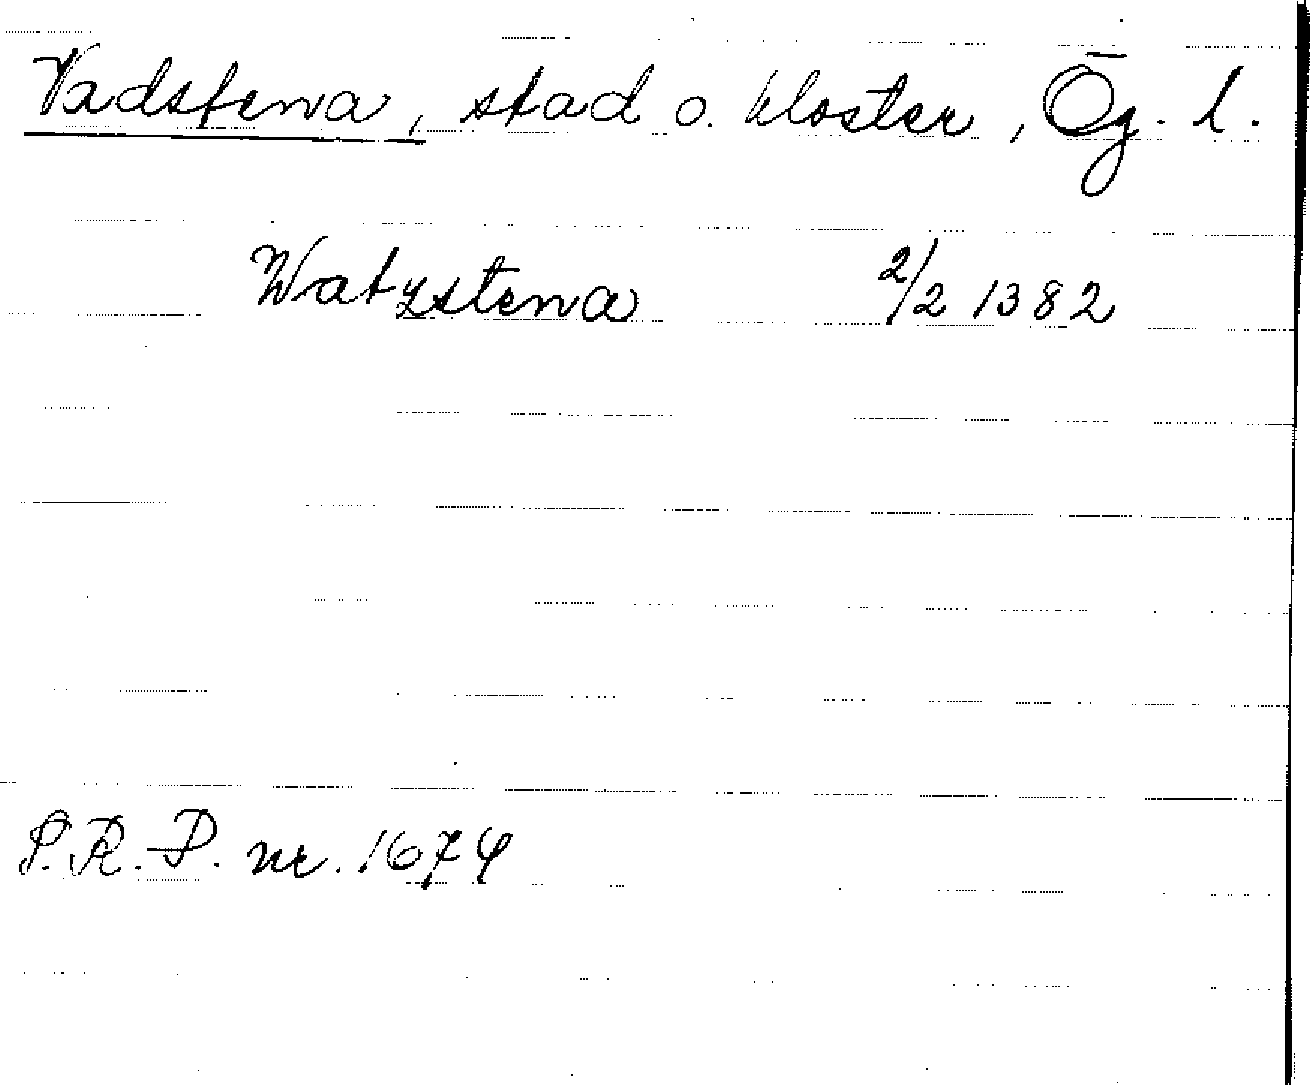 Vadstena, stad o. kloster, Ög. l.
Watzstena 2/2 1382
S.R.-P. nr. 1674